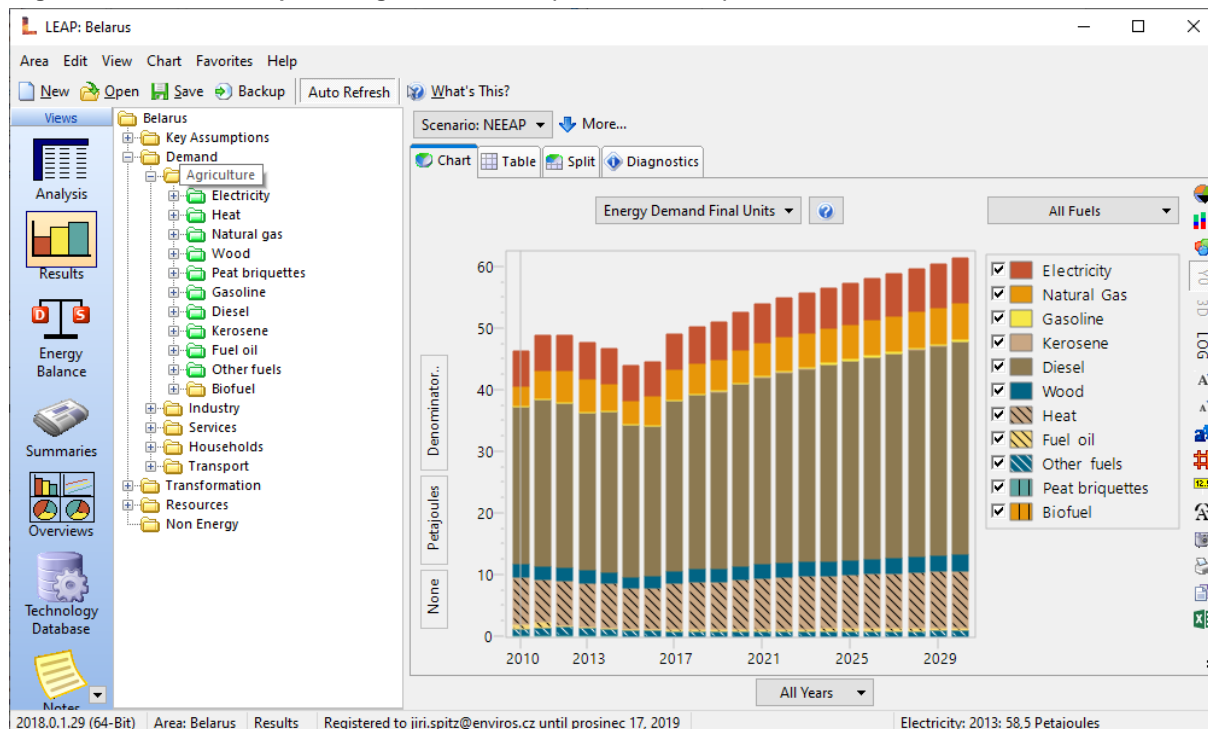 LEAP: Belarus
Area Edit View Chart Favorites Help
New Open Save Backup Auto Refresh What's This?
Views
Analysis
Results
Energy
Balance
Summaries
Overviews
Technology
Database
Notes
Belarus
Key Assumptions
Demand
Agriculture
Electricity
Heat
Natural gas
Wood
Peat briquettes
Gasoline
Diesel
Kerosene
Fuel oil
Other fuels
Biofuel
Industry
Services
Households
Transport
Transformation
Resources
Non Energy
Scenario: NEEAP More...
Chart Table Split Diagnostics
Energy Demand Final Units All Fuels
Denominator..
Petajoules
None
60
50
40
30
20
10
0
2010 2013 2017 2021 2025 2029
Electricity
Natural Gas
Gasoline
Kerosene
Diesel
Wood
Heat
Fuel oil
Other fuels
Peat briquettes
Biofuel
LOG
All Years
2018.0.1.29 (64-Bit) Area: Belarus Results Registered to jiri.spitz@enviros.cz until prosinec 17, 2019 Electricity: 2013: 58,5 Petajoules